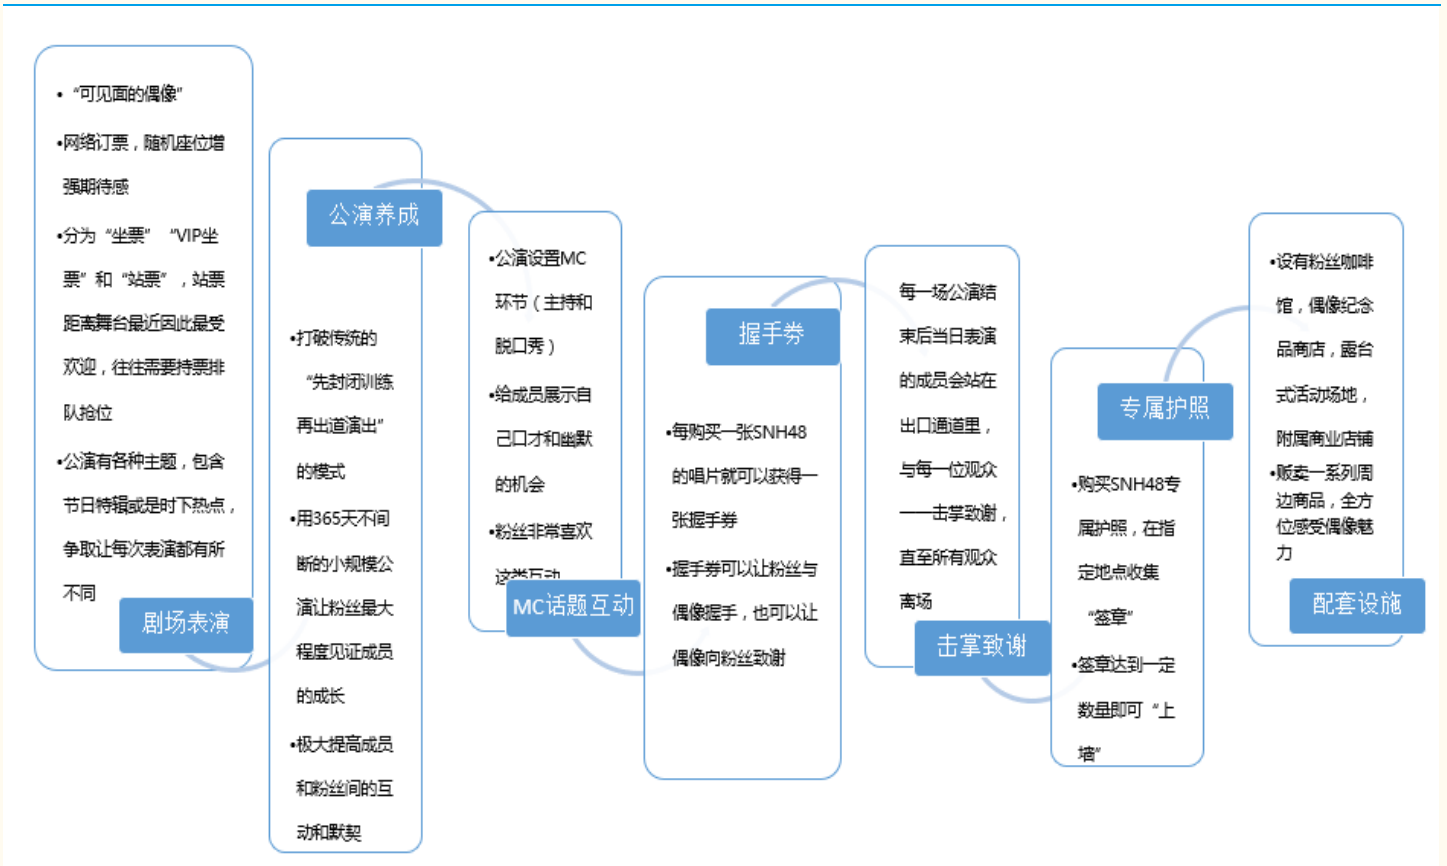 • “可见面的偶像”
•网络订票，随机座位增
强期待感
•分为“坐票”“VIP坐
票”和“站票”，站票
距离舞台最近因此最受
欢迎，往往需要持票排
队抢位
•公演有各种主题，包含
节日特辑或是时下热点，
争取让每次表演都有所
不同
剧场表演
公演养成
•打破传统的
“先封闭训练
再出道演出”
的模式
•用365天不间
断的小规模公
演让粉丝最大
程度见证成员
的成长
•极大提高成员
和粉丝间的互
动和默契
•公演设置MC
环节（主持和
脱口秀）
•给成员展示自
己口才和幽默
的机会
•粉丝非常喜欢
这类互动
MC话题互动
握手券
•每购买一张SNH48
的唱片就可以获得一
张握手券
•握手券可以让粉丝与
偶像握手，也可以让
偶像向粉丝致谢
每一场公演结
束后当日表演
的成员会站在
出口通道里，
与每一位观众
一一击掌致谢，
直至所有观众
离场
击掌致谢
专属护照
•购买SNH48专
属护照，在指
定地点收集
“签章”
•签章达到一定
数量即可“上
墙”
•设有粉丝咖啡
馆，偶像纪念
品商店，露台
式活动场地，
附属商业店铺
•贩卖一系列周
边商品，全方
位感受偶像魅
力
配套设施